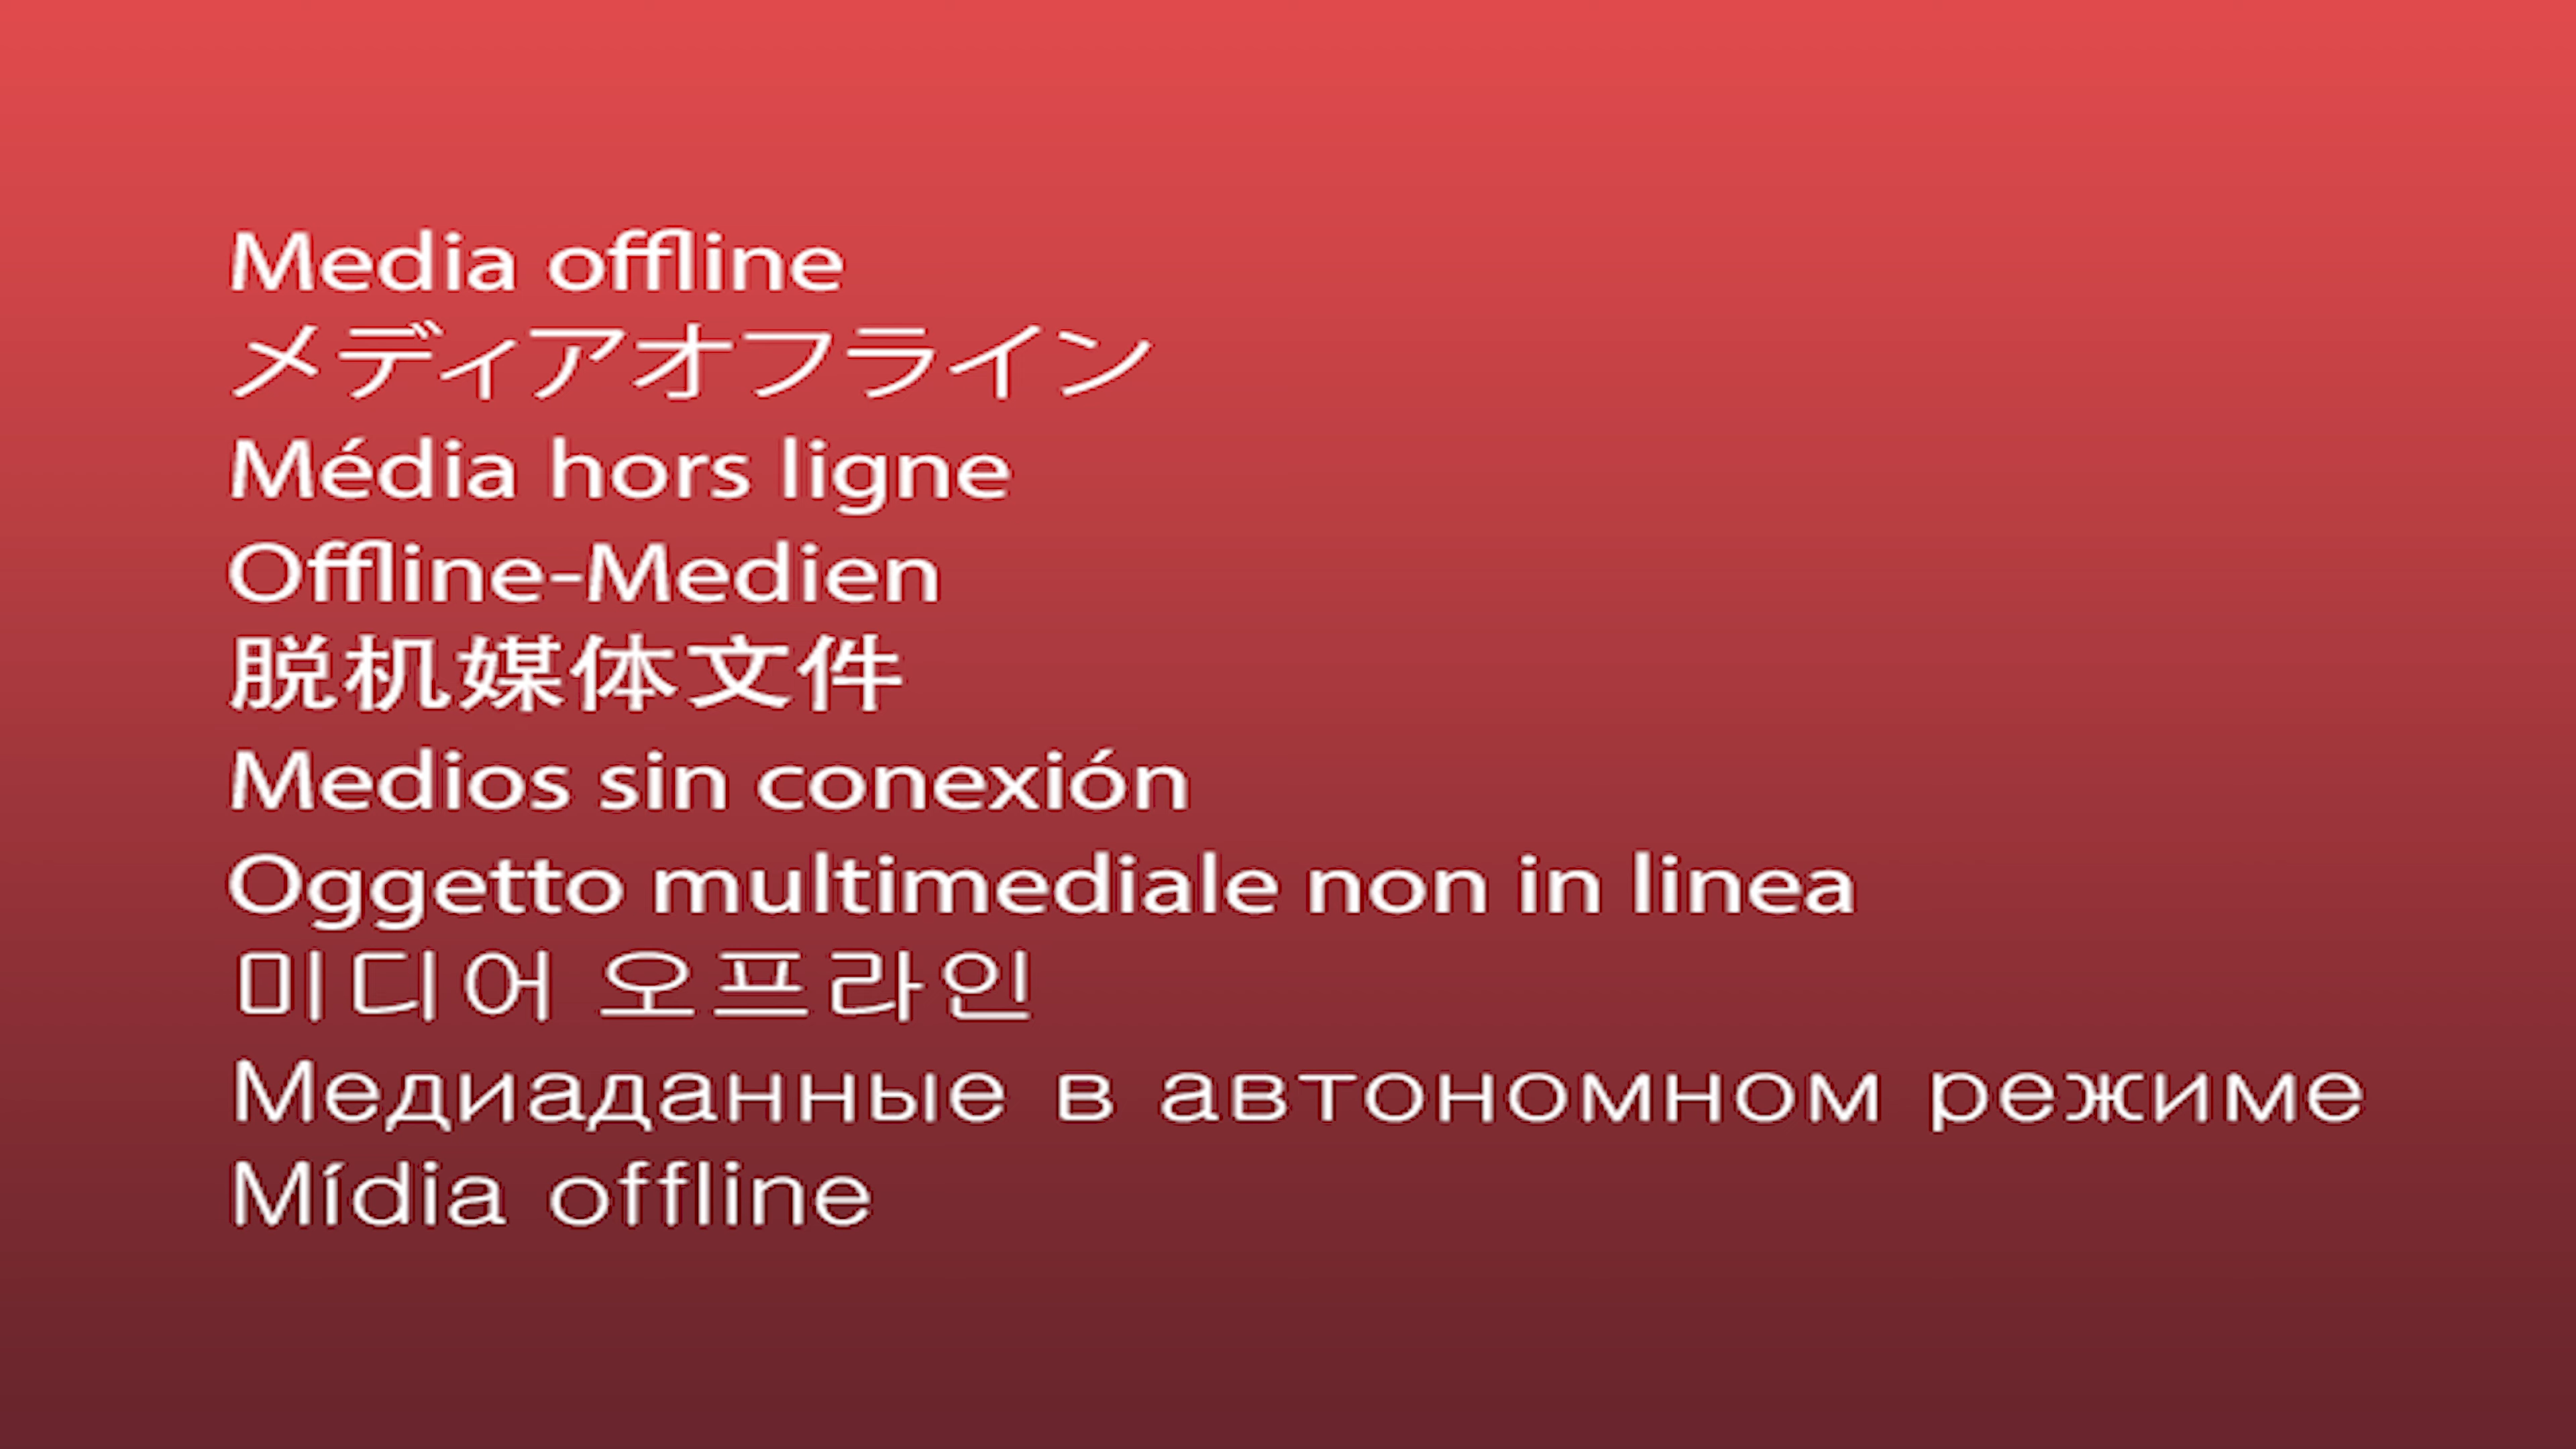 Media offline
メディアオフライン
Média hors ligne
Offline-Medien
脱机媒体文件
Medios sin conexión
Oggetto multimediale non in linea
미디어 오프라인
Медиаданные в автономном режиме
Mídia offline